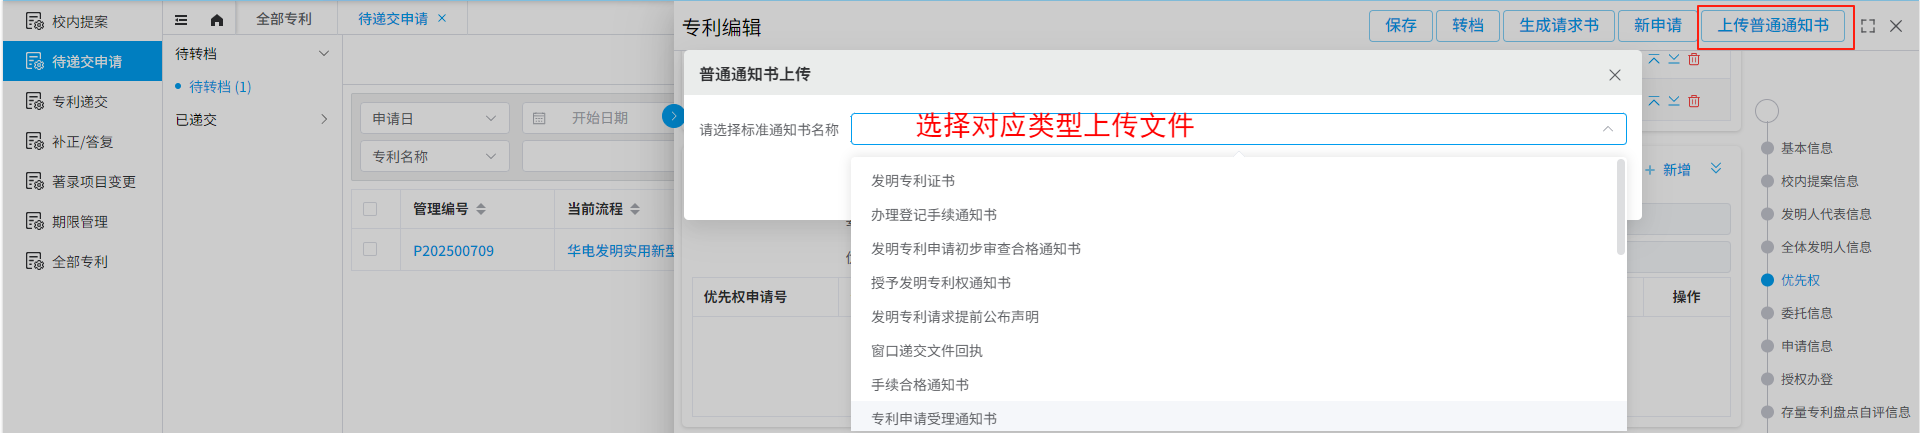 校内提案
待递交申请
专利递交
补正/答复
著录项目变更
期限管理
全部专利
全部专利
待递交申请
待转档
待转档 (1)
已递交
申请日
开始日期
专利名称
管理编号
当前流程
P202500709
华电发明实用新型
专利编辑
保存
转档
生成请求书
新申请
上传普通通知书
普通通知书上传
请选择标准通知书名称
选择对应类型上传文件
发明专利证书
办理登记手续通知书
发明专利申请初步审查合格通知书
授予发明专利权通知书
发明专利请求提前公布声明
窗口递交文件回执
手续合格通知书
专利申请受理通知书
新增
优先权申请号
操作
基本信息
校内提案信息
发明人代表信息
全体发明人信息
优先权
委托信息
申请信息
授权办登
存量专利盘点自评信息